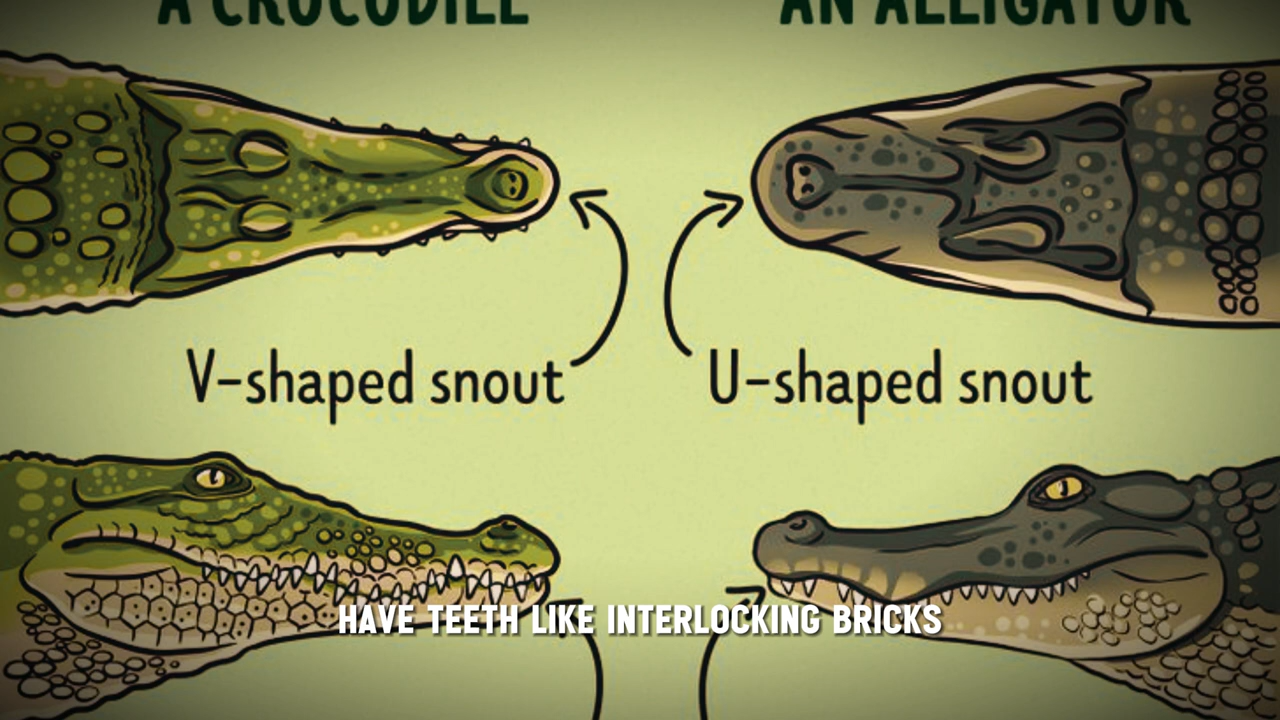 A CROCODILE
AN ALLIGATOR
V-shaped snout
U-shaped snout
HAVE TEETH LIKE INTERLOCKING BRICKS